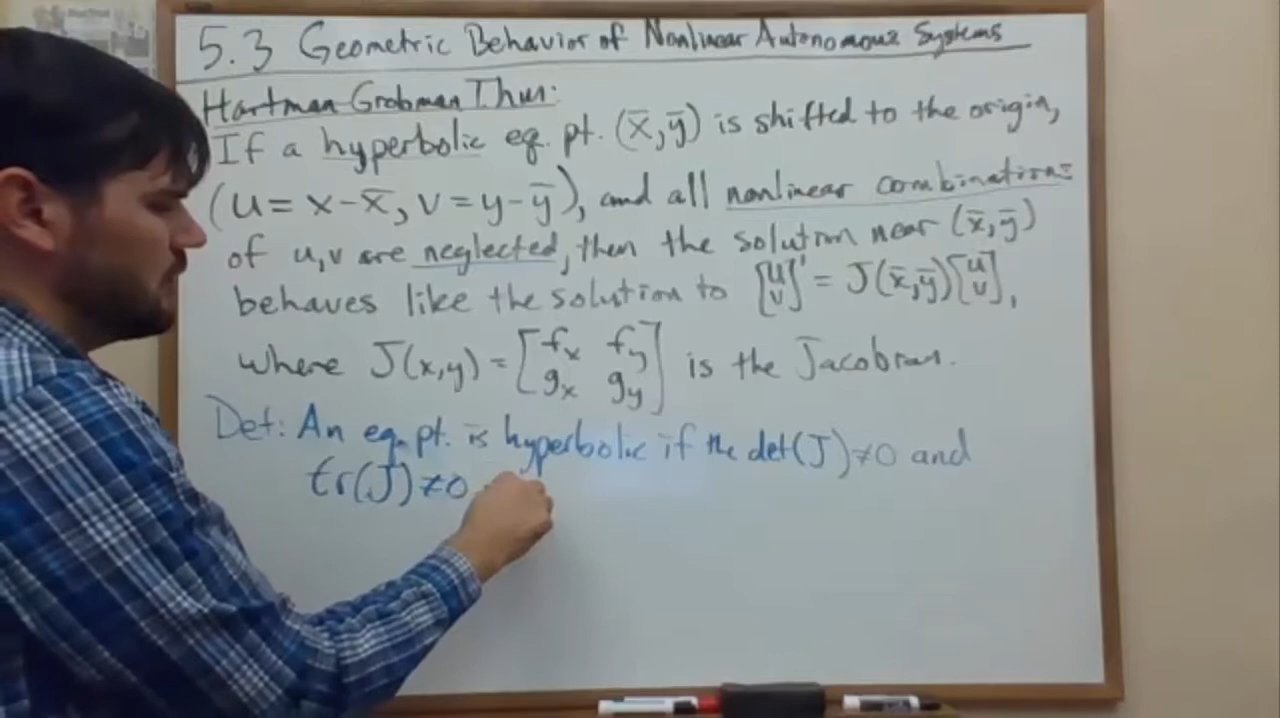 5.3 Geometric Behavior of Nonlinear Autonomous Systems
Hartman-Grobman Thm:
If a hyperbolic eq. pt. (x̄,ȳ) is shifted to the origin,
(u = x-x̄, v = y-ȳ), and all nonlinear combinations
of u,v are neglected, then the solution near (x̄,ȳ)
behaves like the solution to [u v]' = J(x̄,ȳ)[u v],
where J(x,y) = [fx fy gx gy] is the Jacobian.
Def: An eq. pt. is hyperbolic if the det(J)≠0 and
tr(J)≠0